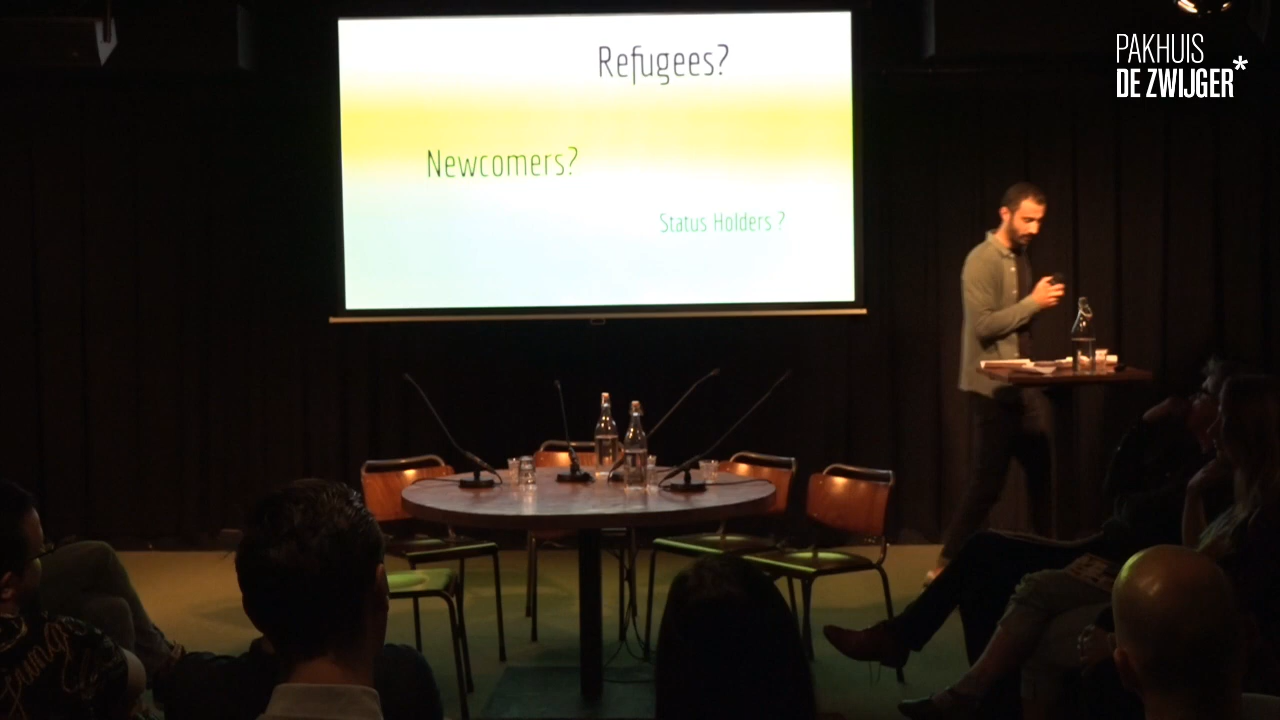 Refugees?
Newcomers?
Status Holders ?
PAKHUIS
DE ZWIJGER*